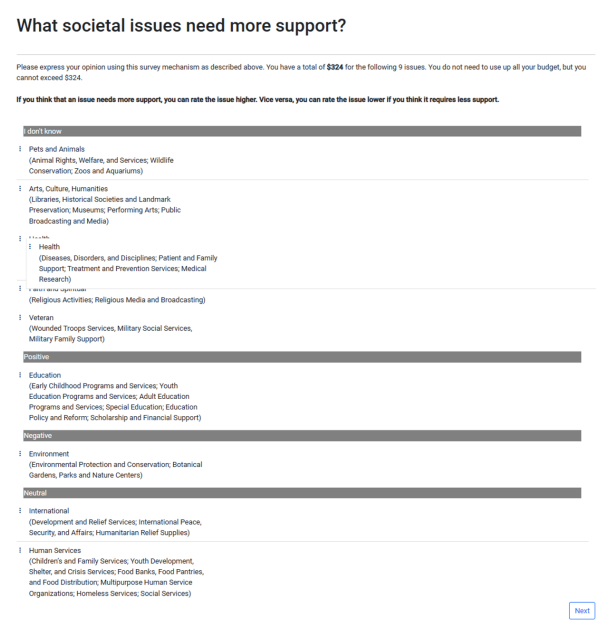 What societal issues need more support?
Please express your opinion using this survey mechanism as described above. You have a total of $324 for the following 9 issues. You do not need to use up all your budget, but you
cannot exceed $324.
If you think that an issue needs more support, you can rate the issue higher. Vice versa, you can rate the issue lower if you think it requires less support.
I don't know
Pets and Animals
(Animal Rights, Welfare, and Services; Wildlife
Conservation; Zoos and Aquariums)
Arts, Culture, Humanities
(Libraries, Historical Societies and Landmark
Preservation; Museums; Performing Arts; Public
Broadcasting and Media)
Health
Health
(Diseases, Disorders, and Disciplines; Patient and Family
Support; Treatment and Prevention Services; Medical
Research)
Faith and Spiritual
(Religious Activities; Religious Media and Broadcasting)
Veteran
(Wounded Troops Services, Military Social Services,
Military Family Support)
Positive
Education
(Early Childhood Programs and Services; Youth
Education Programs and Services; Adult Education
Programs and Services; Special Education; Education
Policy and Reform; Scholarship and Financial Support)
Negative
Environment
(Environmental Protection and Conservation; Botanical
Gardens, Parks and Nature Centers)
Neutral
International
(Development and Relief Services; International Peace,
Security, and Affairs; Humanitarian Relief Supplies)
Human Services
(Children's and Family Services; Youth Development,
Shelter, and Crisis Services; Food Banks, Food Pantries,
and Food Distribution; Multipurpose Human Service
Organizations; Homeless Services; Social Services)
Next